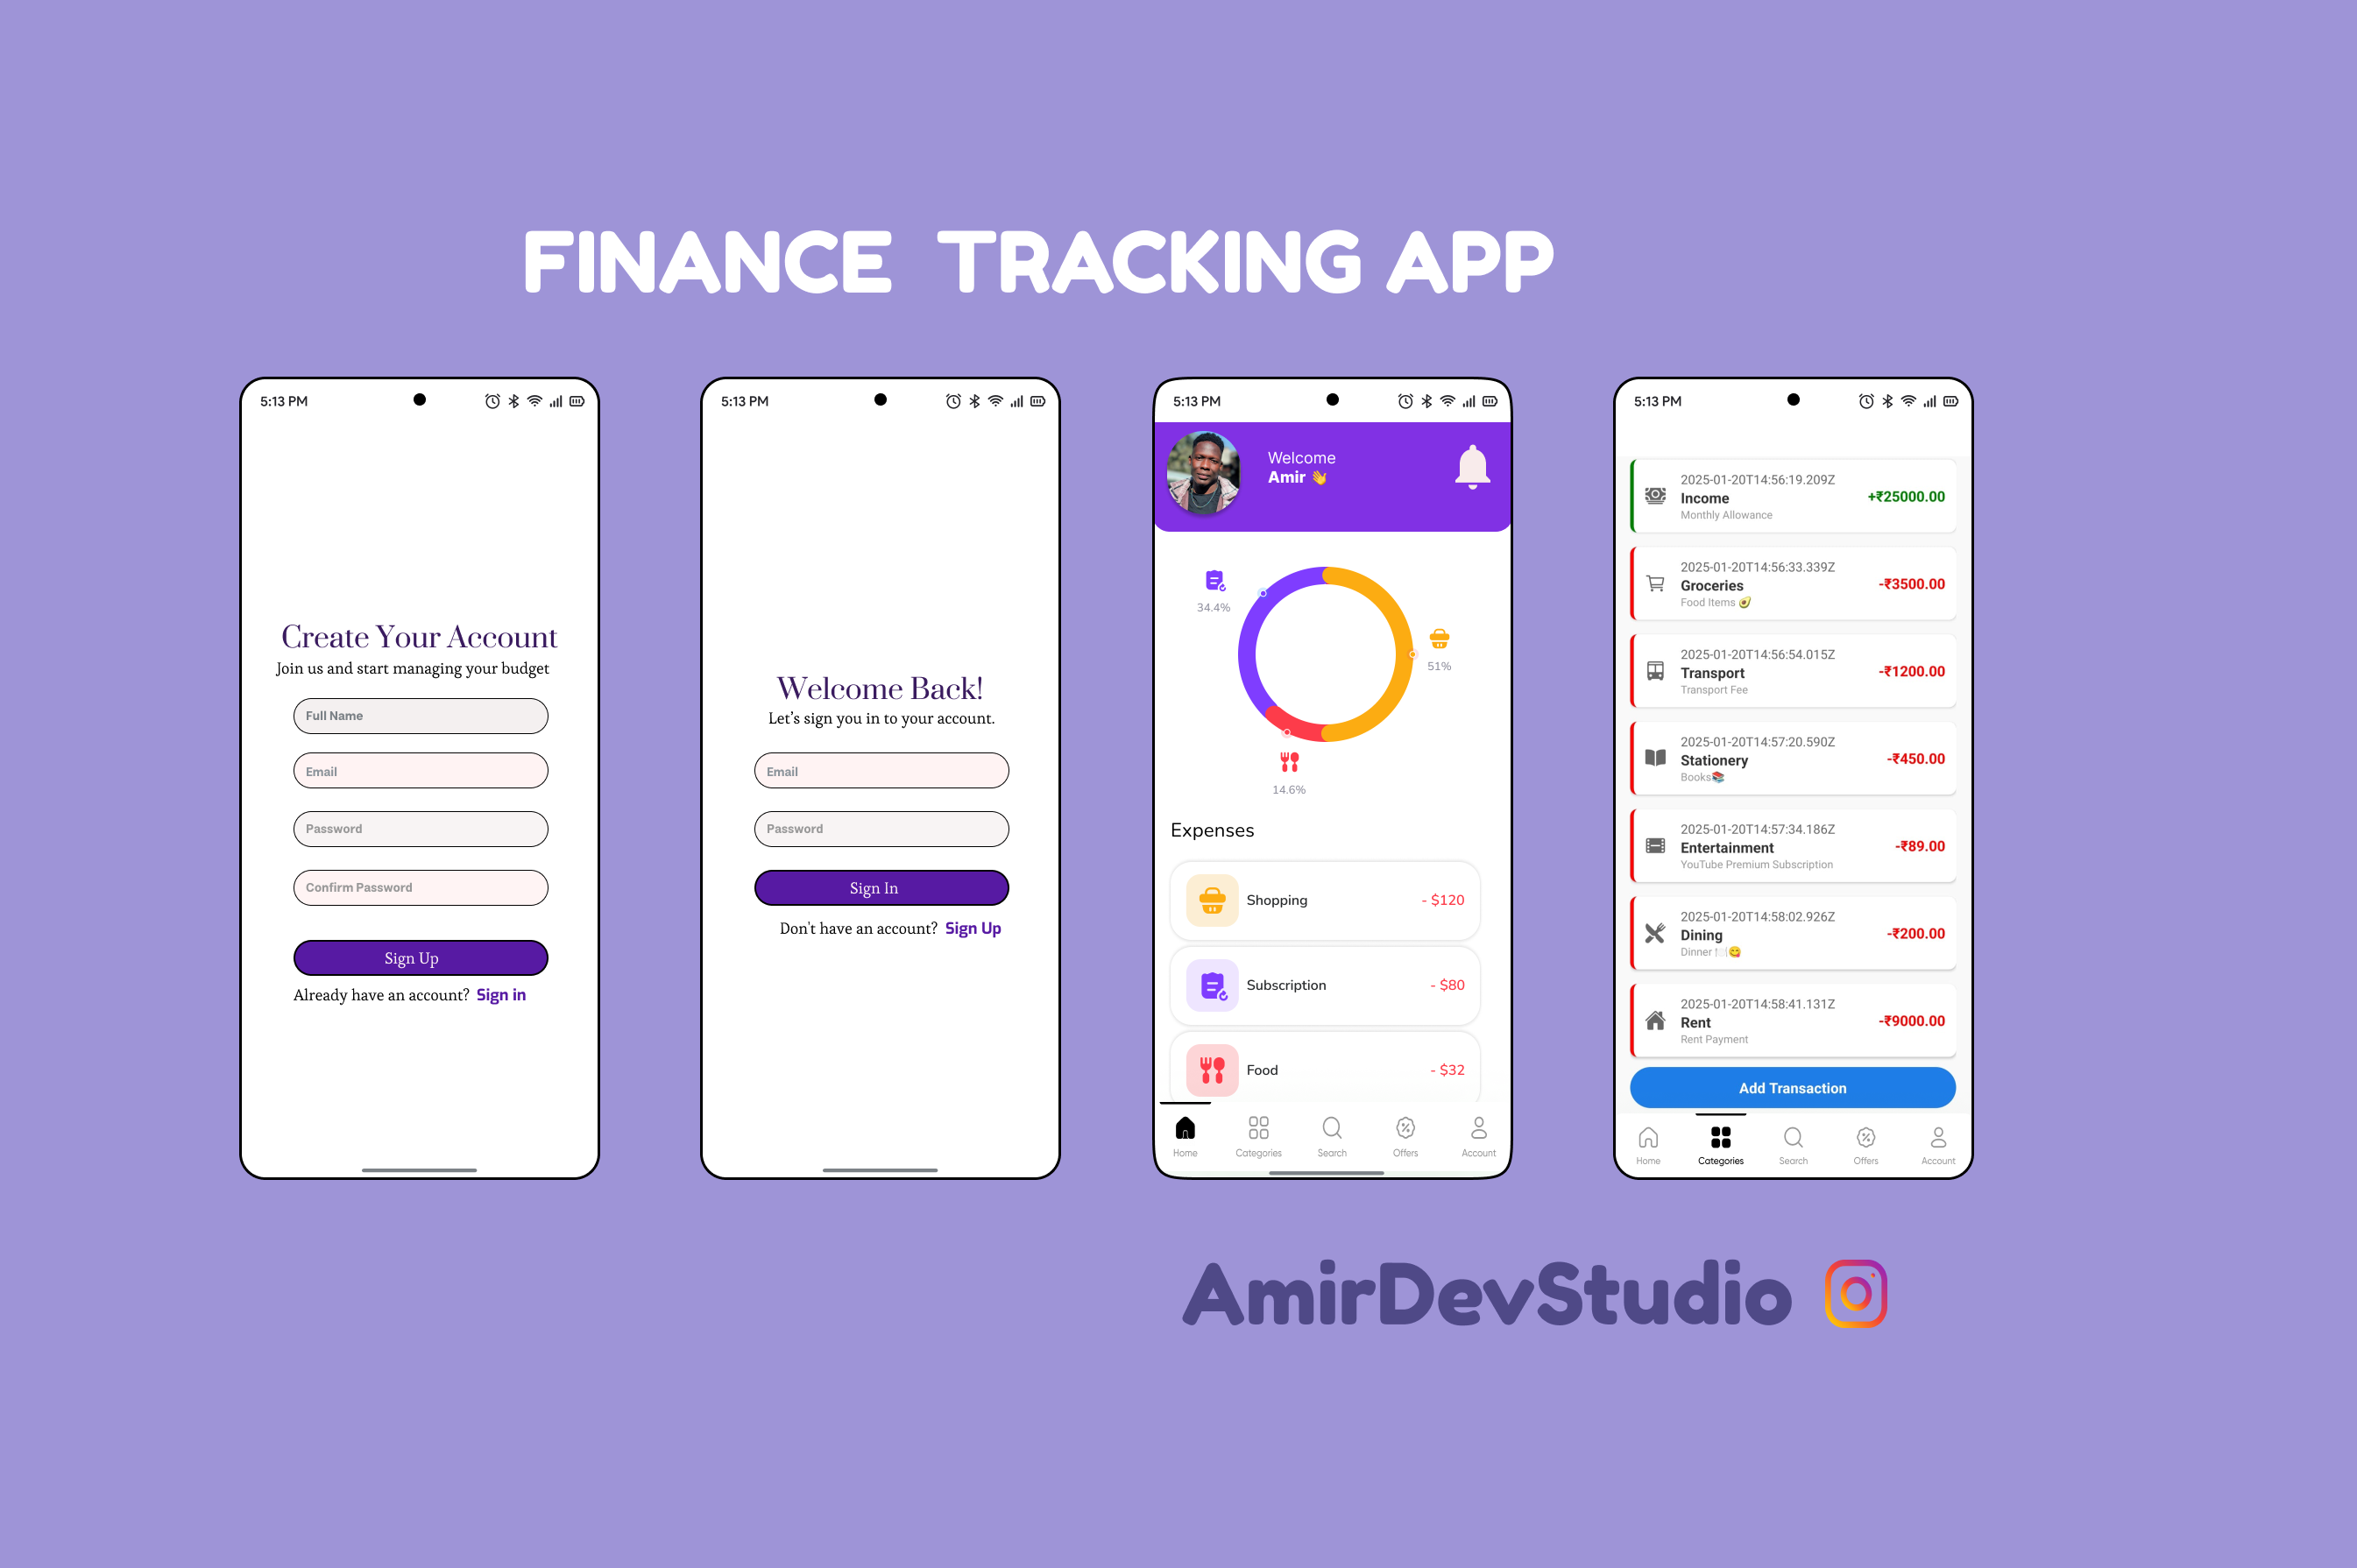 FINANCE TRACKING APP
5:13 PM
Create Your Account
Join us and start managing your budget
Full Name
Email
Password
Confirm Password
Sign Up
Already have an account? Sign in
5:13 PM
Welcome Back!
Let's sign you in to your account.
Email
Password
Sign In
Don't have an account? Sign Up
5:13 PM
Welcome
Amir 👋
34.4%
51%
14.6%
Expenses
Shopping - $120
Subscription - $80
Food - $32
Home Categories Search Offers Account
5:13 PM
2025-01-20T14:56:19.209Z
Income +₹25000.00
Monthly Allowance
2025-01-20T14:56:33.339Z
Groceries -₹3500.00
Food Items 🥑
2025-01-20T14:56:54.015Z
Transport -₹1200.00
Transport Fee
2025-01-20T14:57:20.590Z
Stationery -₹450.00
Books📚
2025-01-20T14:57:34.186Z
Entertainment -₹89.00
YouTube Premium Subscription
2025-01-20T14:58:02.926Z
Dining -₹200.00
Dinner 🍽️😋
2025-01-20T14:58:41.131Z
Rent -₹9000.00
Rent Payment
Add Transaction
Home Categories Search Offers Account
AmirDevStudio